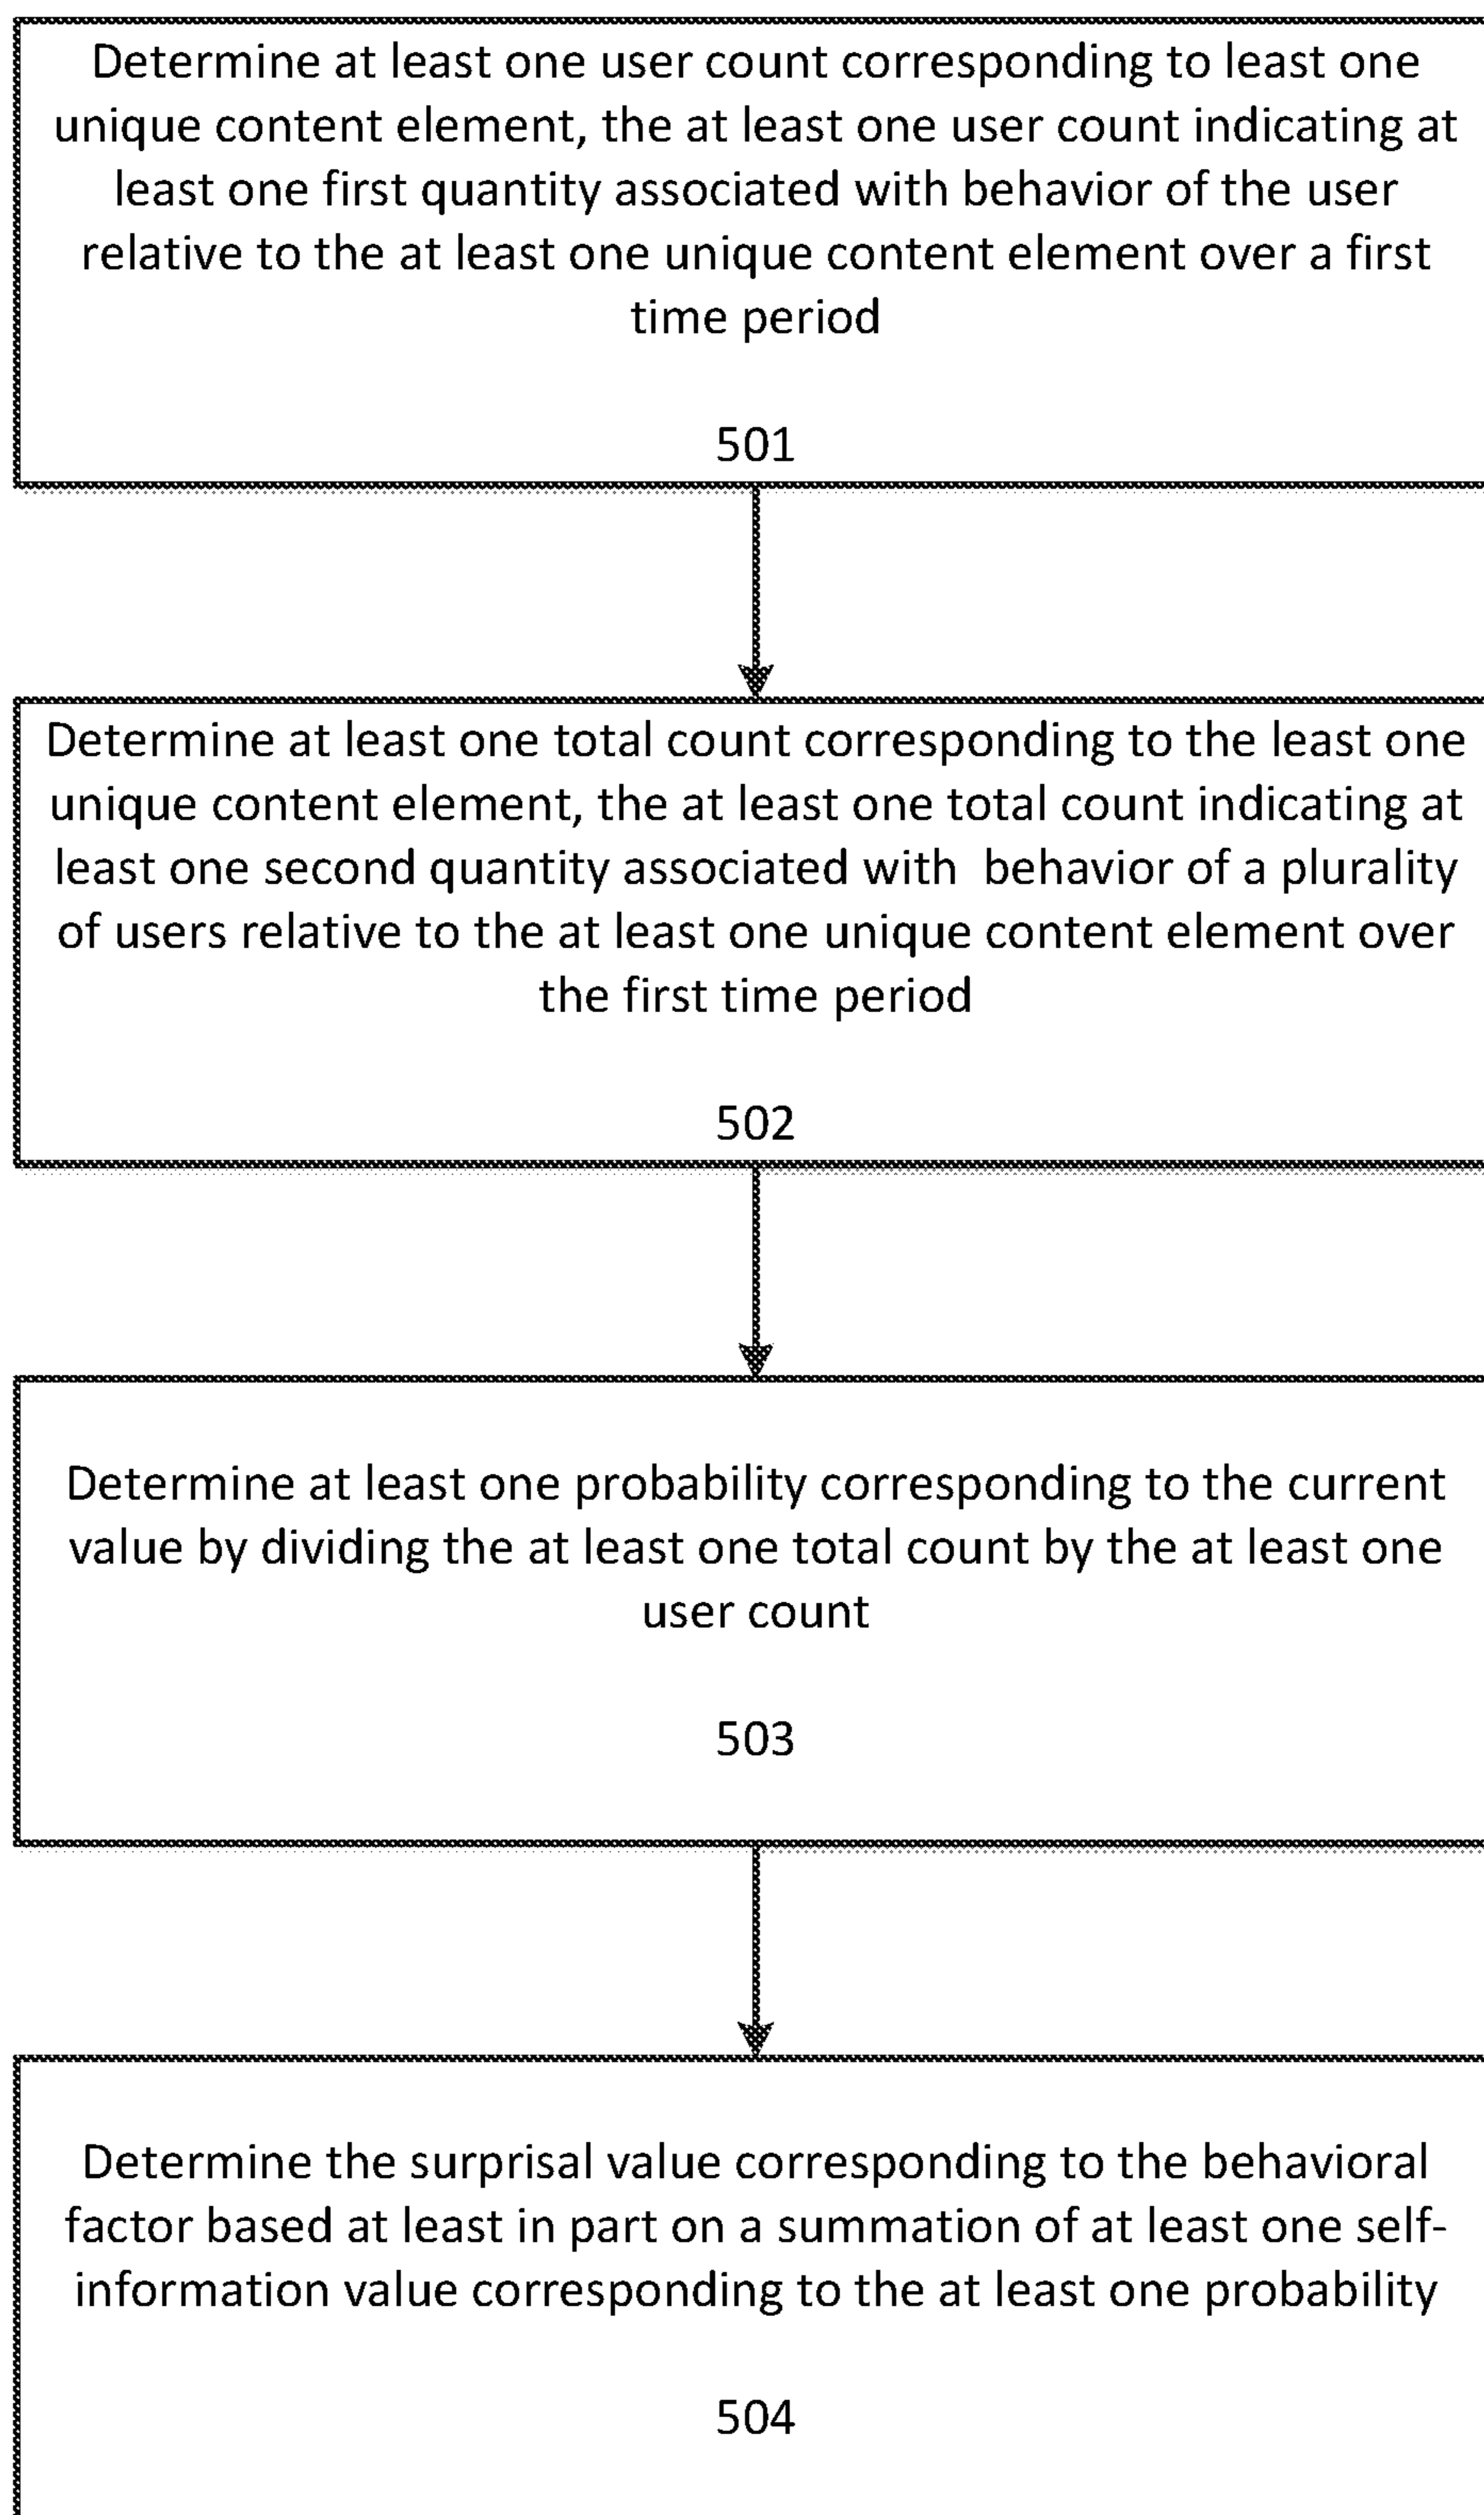 Determine at least one user count corresponding to least one
unique content element, the at least one user count indicating at
least one first quantity associated with behavior of the user
relative to the at least one unique content element over a first
time period
501
Determine at least one total count corresponding to the least one
unique content element, the at least one total count indicating at
least one second quantity associated with behavior of a plurality
of users relative to the at least one unique content element over
the first time period
502
Determine at least one probability corresponding to the current
value by dividing the at least one total count by the at least one
user count
503
Determine the surprisal value corresponding to the behavioral
factor based at least in part on a summation of at least one self-
information value corresponding to the at least one probability
504